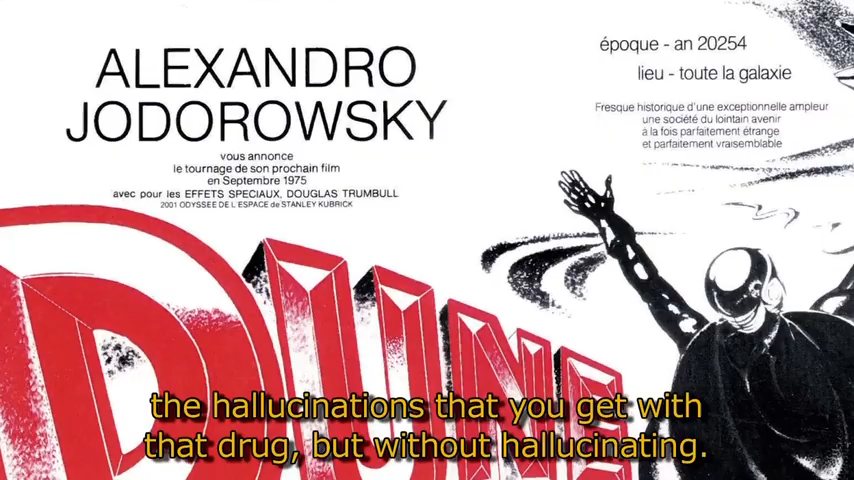 ALEXANDRO
JODOROWSKY
vous annonce
le tournage de son prochain film
en Septembre 1975
avec pour les EFFETS SPECIAUX, DOUGLAS TRUMBULL
2001 ODYSSEE DE L'ESPACE de STANLEY KUBRICK
époque - an 20254
lieu - toute la galaxie
Fresque historique d'une exceptionnelle ampleur
une société du lointain avenir
à la fois parfaitement étrange
et parfaitement vraisemblable
DUNE
the hallucinations that you get with
that drug, but without hallucinating.